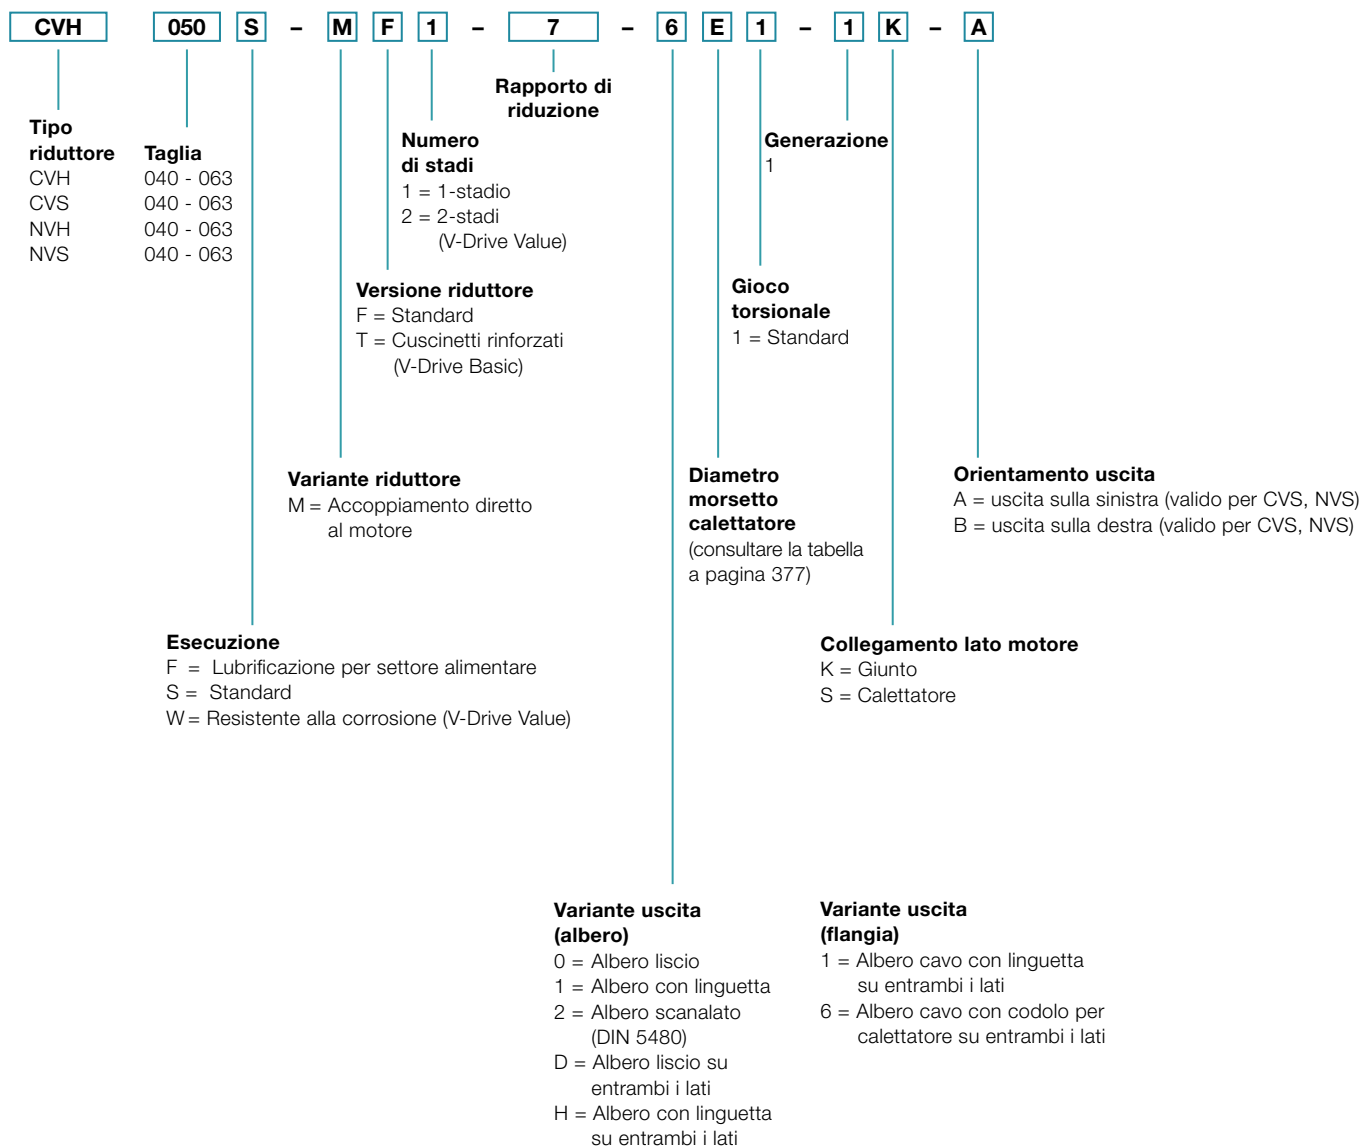 CVH 050 S – M F 1 – 7 – 6 E 1 – 1 K – A
Rapporto di
riduzione
Tipo
riduttore
CVH
CVS
NVH
NVS
Taglia
040 - 063
040 - 063
040 - 063
040 - 063
Numero
di stadi
1 = 1-stadio
2 = 2-stadi
(V-Drive Value)
Generazione
1
Versione riduttore
F = Standard
T = Cuscinetti rinforzati
(V-Drive Basic)
Gioco
torsionale
1 = Standard
Variante riduttore
M = Accoppiamento diretto
al motore
Diametro
morsetto
calettatore
(consultare la tabella
a pagina 377)
Orientamento uscita
A = uscita sulla sinistra (valido per CVS, NVS)
B = uscita sulla destra (valido per CVS, NVS)
Esecuzione
F = Lubrificazione per settore alimentare
S = Standard
W = Resistente alla corrosione (V-Drive Value)
Collegamento lato motore
K = Giunto
S = Calettatore
Variante uscita
(albero)
0 = Albero liscio
1 = Albero con linguetta
2 = Albero scanalato
(DIN 5480)
D = Albero liscio su
entrambi i lati
H = Albero con linguetta
su entrambi i lati
Variante uscita
(flangia)
1 = Albero cavo con linguetta
su entrambi i lati
6 = Albero cavo con codolo per
calettatore su entrambi i lati